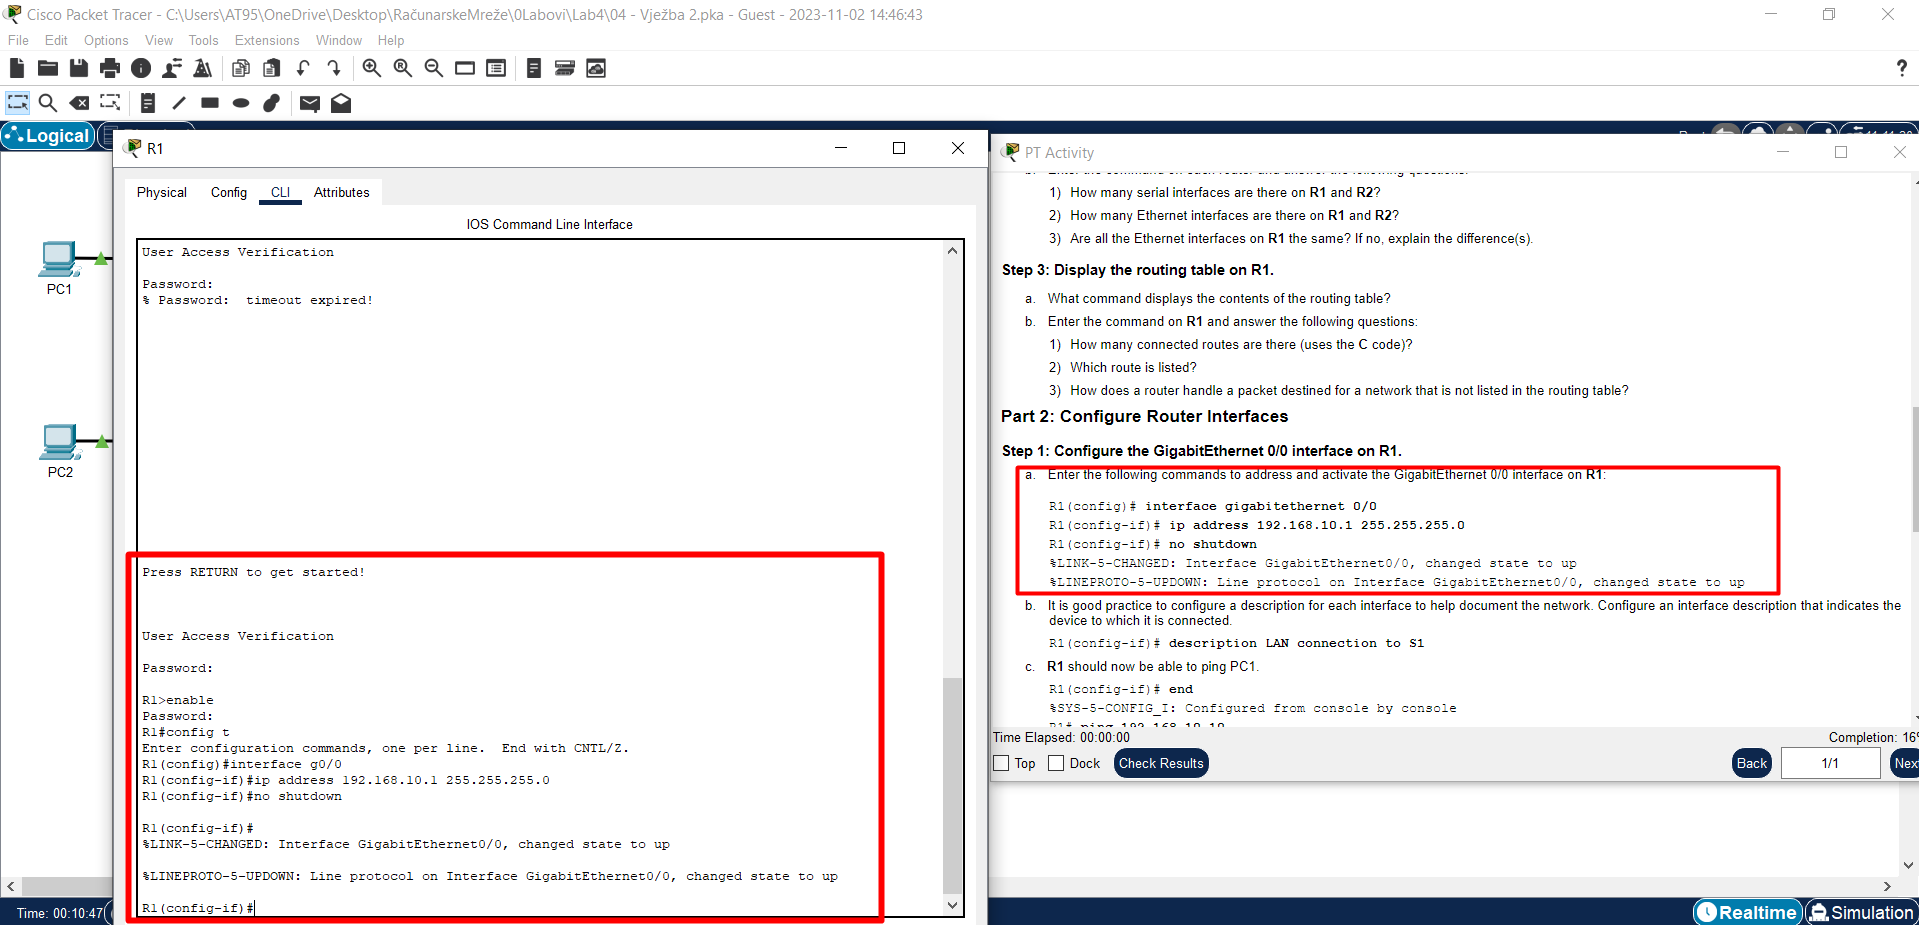 Cisco Packet Tracer - C:\Users\AT95\OneDrive\Desktop\RačunarskeMreže\0Labovi\Lab4\04 - Vježba 2.pka - Guest - 2023-11-02 14:46:43
File Edit Options View Tools Extensions Window Help
?
Logical
R1
Physical Config CLI Attributes
IOS Command Line Interface
User Access Verification
Password:
% Password:  timeout expired!
Press RETURN to get started!
User Access Verification
Password:
R1>enable
Password:
R1#config t
Enter configuration commands, one per line.  End with CNTL/Z.
R1(config)#interface g0/0
R1(config-if)#ip address 192.168.10.1 255.255.255.0
R1(config-if)#no shutdown
R1(config-if)#
%LINK-5-CHANGED: Interface GigabitEthernet0/0, changed state to up
%LINEPROTO-5-UPDOWN: Line protocol on Interface GigabitEthernet0/0, changed state to up
R1(config-if)#
PC1
PC2
PT Activity
1) How many serial interfaces are there on R1 and R2?
2) How many Ethernet interfaces are there on R1 and R2?
3) Are all the Ethernet interfaces on R1 the same? If no, explain the difference(s).
Step 3: Display the routing table on R1.
a. What command displays the contents of the routing table?
b. Enter the command on R1 and answer the following questions:
1) How many connected routes are there (uses the C code)?
2) Which route is listed?
3) How does a router handle a packet destined for a network that is not listed in the routing table?
Part 2: Configure Router Interfaces
Step 1: Configure the GigabitEthernet 0/0 interface on R1.
a. Enter the following commands to address and activate the GigabitEthernet 0/0 interface on R1:
R1(config)# interface gigabitethernet 0/0
R1(config-if)# ip address 192.168.10.1 255.255.255.0
R1(config-if)# no shutdown
%LINK-5-CHANGED: Interface GigabitEthernet0/0, changed state to up
%LINEPROTO-5-UPDOWN: Line protocol on Interface GigabitEthernet0/0, changed state to up
b. It is good practice to configure a description for each interface to help document the network. Configure an interface description that indicates the
device to which it is connected.
R1(config-if)# description LAN connection to S1
c. R1 should now be able to ping PC1.
R1(config-if)# end
%SYS-5-CONFIG_I: Configured from console by console
R1# ping 192.168.10.10
Time Elapsed: 00:00:00 Completion: 16%
Top Dock Check Results Back 1/1 Nex
Time: 00:10:47 Realtime Simulation